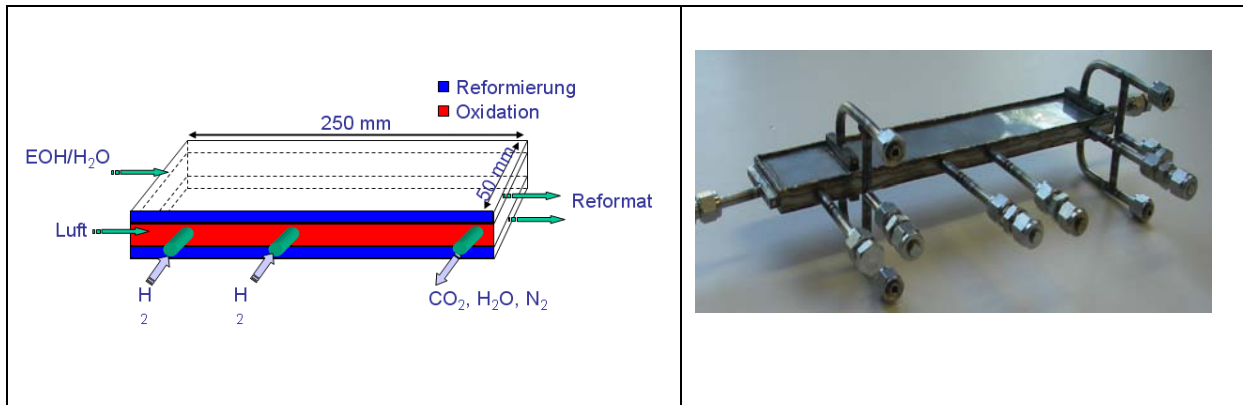 Reformierung
Oxidation
250 mm
EOH/H₂O
50 mm
Reformat
Luft
H
2
H
2
CO₂, H₂O, N₂